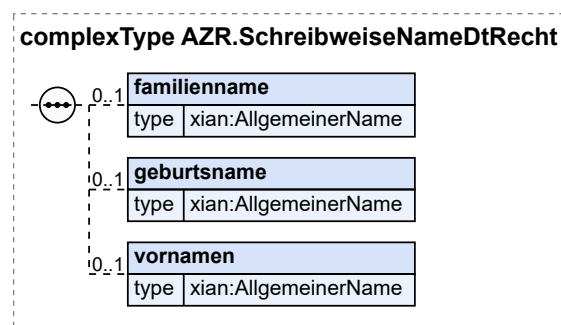 complexType AZR.SchreibweiseNameDtRecht
0..1 familienname
type xian:AllgemeinerName
0..1 geburtsname
type xian:AllgemeinerName
0..1 vornamen
type xian:AllgemeinerName